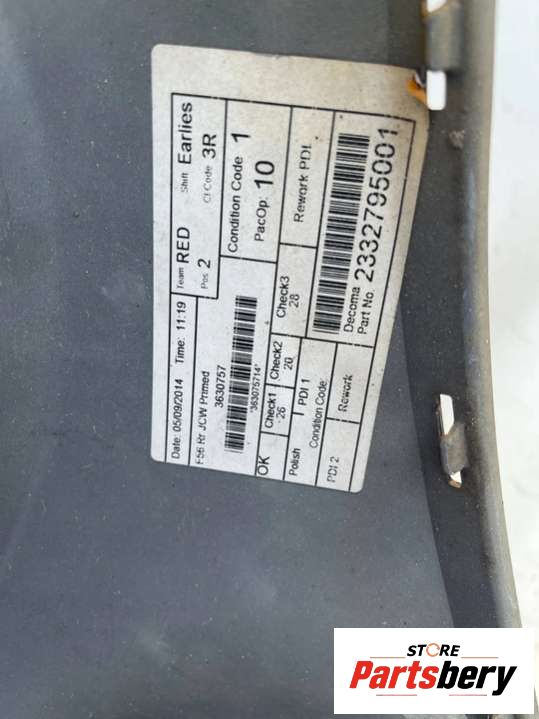 Date: 05/09/2014 Time: 11:19 Team RED Shift Earlies
F56 Rr JCW Primed Pos 2 Cl Code 3R
3630757
*363075714*
Condition Code 1
PacOp: 10
OK Check1 26 Check2 20 Check3 28 Rework PDI
Polish PDI 1
Condition Code:
PDI 2 Rework
Decoma
Part No. 2332795001
STORE
Partsbery